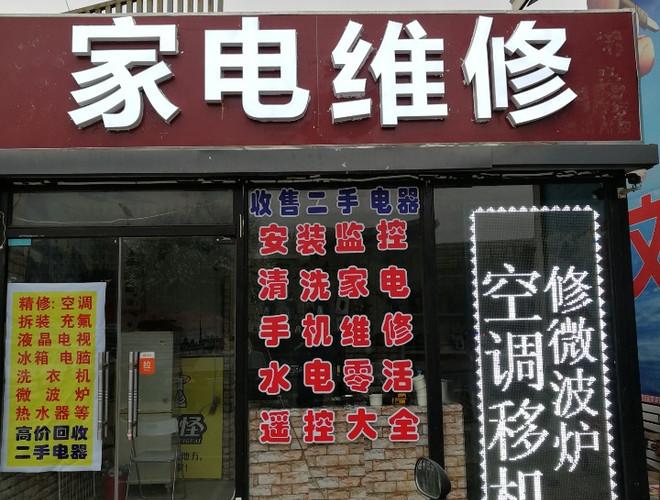 家电维修
收售二手电器
安装监控
清洗家电
手机维修
水电零活
遥控大全
精修:空调
拆装充氟
液晶电视
冰箱电脑
洗衣机
微波炉
热水器等
高价回收
二手电器
拉
修微波炉
空调移机